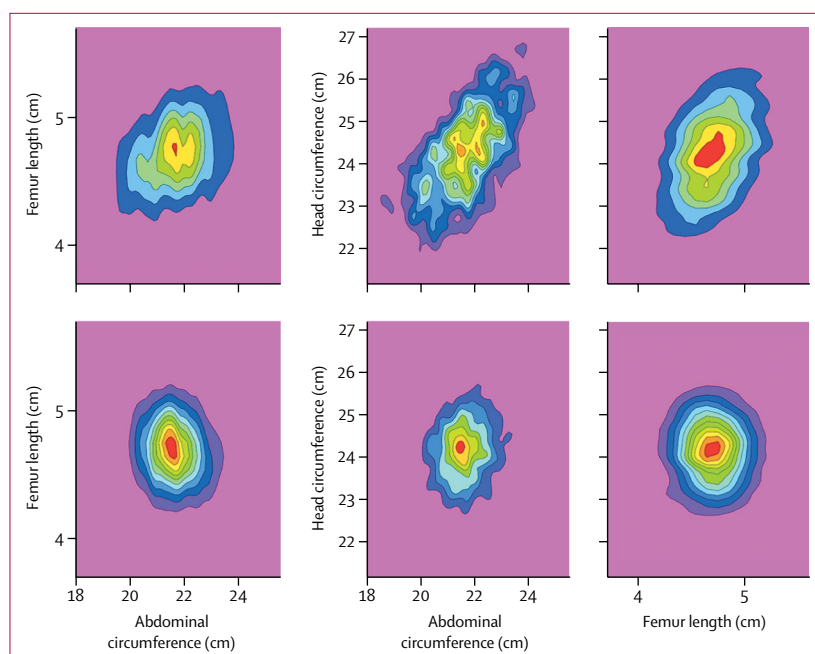 Femur length (cm)
5
4
Head circumference (cm)
27
26
25
24
23
22
Femur length (cm)
5
4
18
20
22
24
Abdominal
circumference (cm)
Head circumference (cm)
27
26
25
24
23
22
18
20
22
24
Abdominal
circumference (cm)
4
5
Femur length (cm)